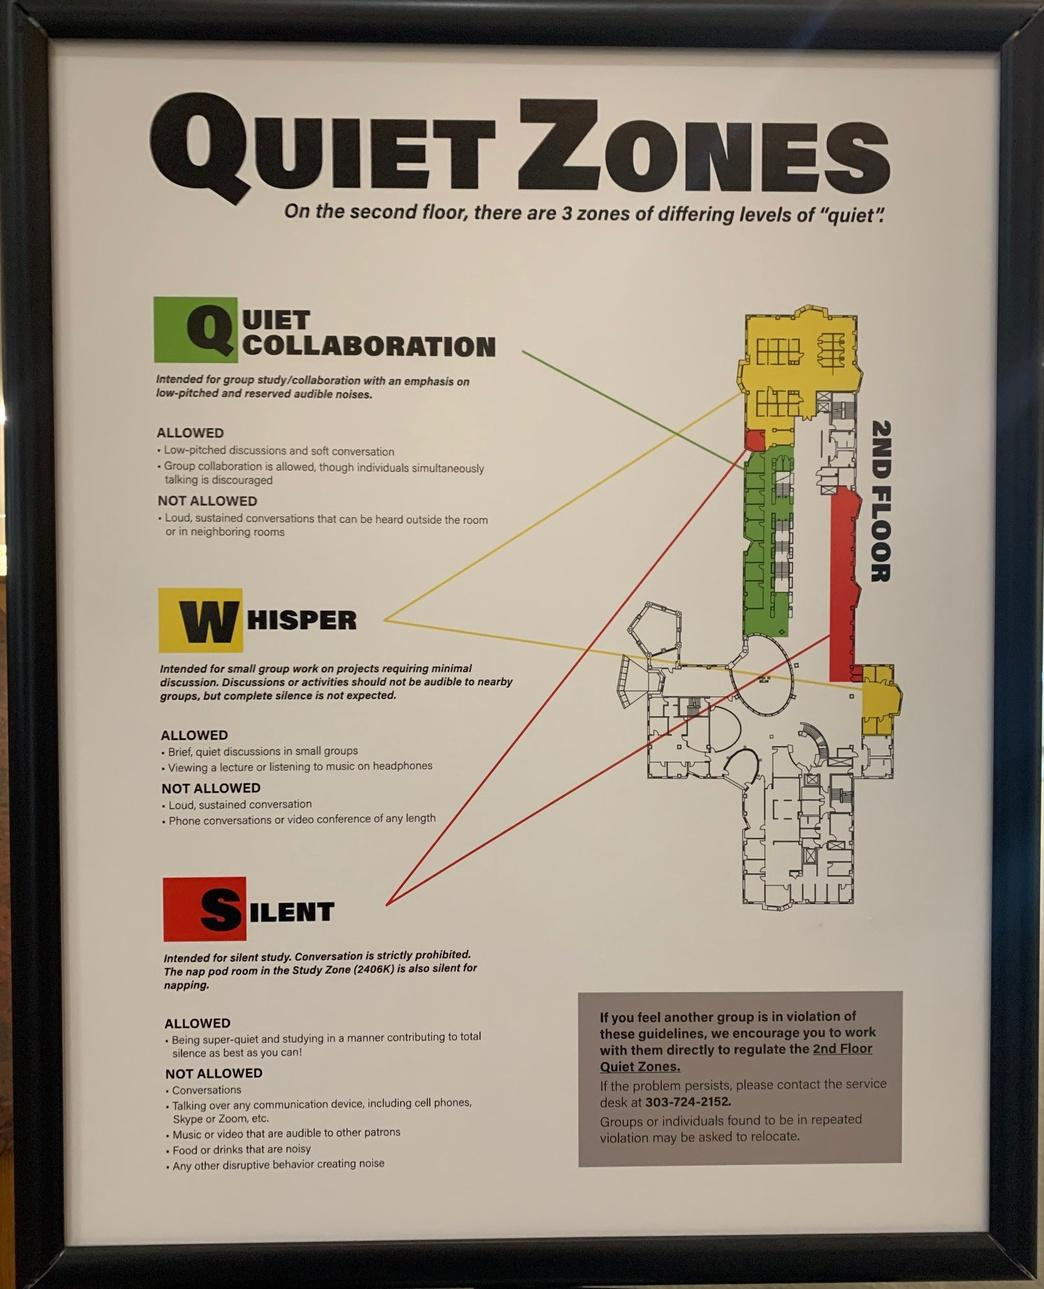 QUIET ZONES
On the second floor, there are 3 zones of differing levels of “quiet”.
QUIET
COLLABORATION
Intended for group study/collaboration with an emphasis on
low-pitched and reserved audible noises.
ALLOWED
• Low-pitched discussions and soft conversation
• Group collaboration is allowed, though individuals simultaneously
talking is discouraged
NOT ALLOWED
• Loud, sustained conversations that can be heard outside the room
or in neighboring rooms
2ND FLOOR
WHISPER
Intended for small group work on projects requiring minimal
discussion. Discussions or activities should not be audible to nearby
groups, but complete silence is not expected.
ALLOWED
• Brief, quiet discussions in small groups
• Viewing a lecture or listening to music on headphones
NOT ALLOWED
• Loud, sustained conversation
• Phone conversations or video conference of any length
SILENT
Intended for silent study. Conversation is strictly prohibited.
The nap pod room in the Study Zone (2406K) is also silent for
napping.
ALLOWED
• Being super-quiet and studying in a manner contributing to total
silence as best as you can!
NOT ALLOWED
• Conversations
• Talking over any communication device, including cell phones,
Skype or Zoom, etc.
• Music or video that are audible to other patrons
• Food or drinks that are noisy
• Any other disruptive behavior creating noise
If you feel another group is in violation of
these guidelines, we encourage you to work
with them directly to regulate the 2nd Floor
Quiet Zones.
If the problem persists, please contact the service
desk at 303-724-2152.
Groups or individuals found to be in repeated
violation may be asked to relocate.